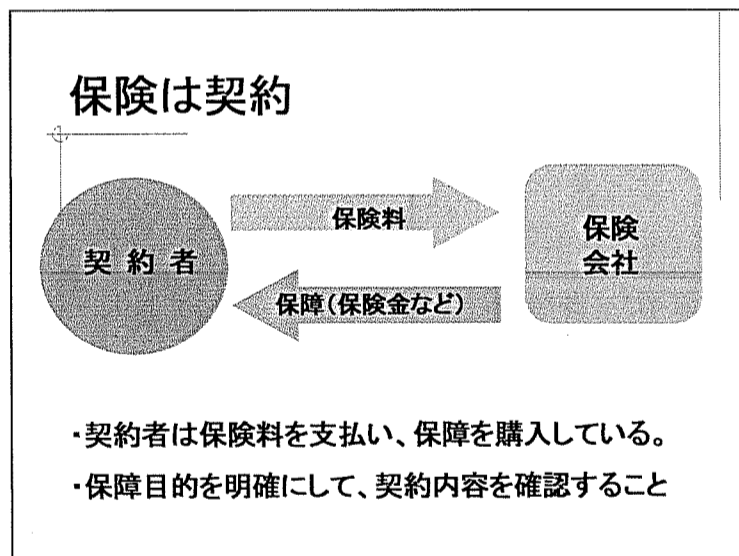 保険は契約
保険料
契 約 者
保険
会社
保障(保険金など)
・契約者は保険料を支払い、保障を購入している。
・保障目的を明確にして、契約内容を確認すること